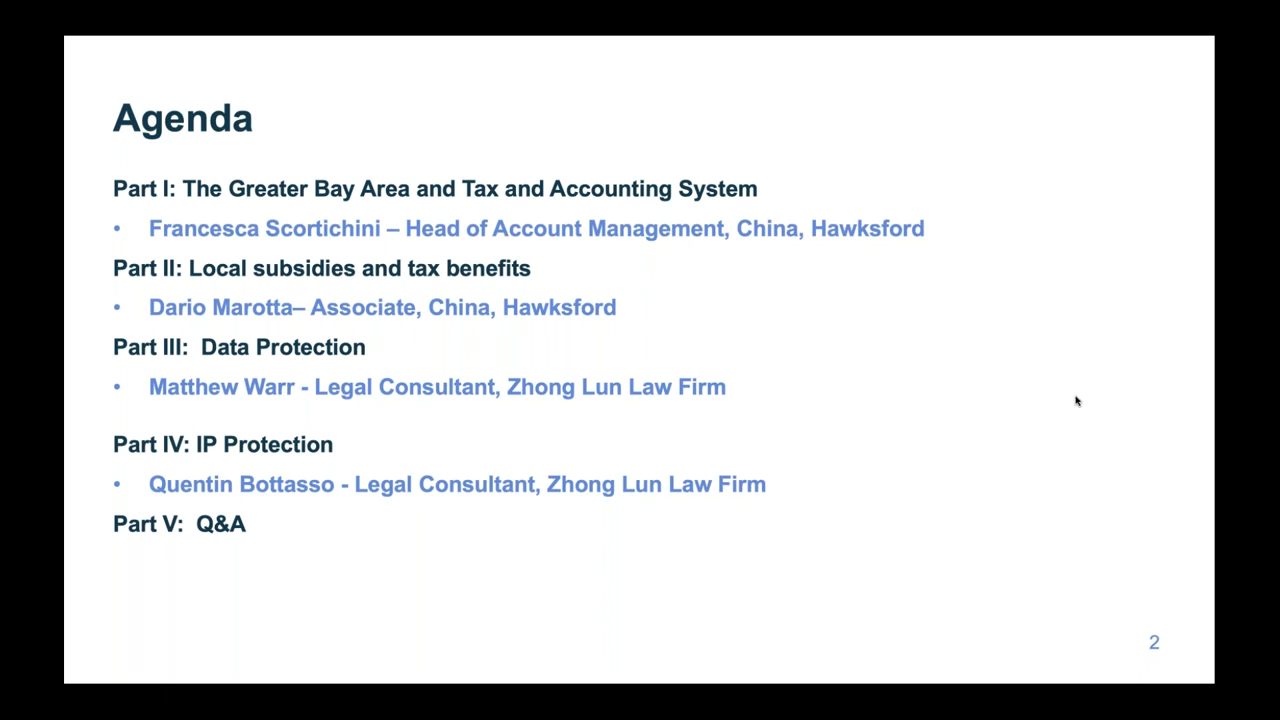 Agenda
Part I: The Greater Bay Area and Tax and Accounting System
• Francesca Scortichini – Head of Account Management, China, Hawksford
Part II: Local subsidies and tax benefits
• Dario Marotta– Associate, China, Hawksford
Part III:  Data Protection
• Matthew Warr - Legal Consultant, Zhong Lun Law Firm
Part IV: IP Protection
• Quentin Bottasso - Legal Consultant, Zhong Lun Law Firm
Part V:  Q&A
2